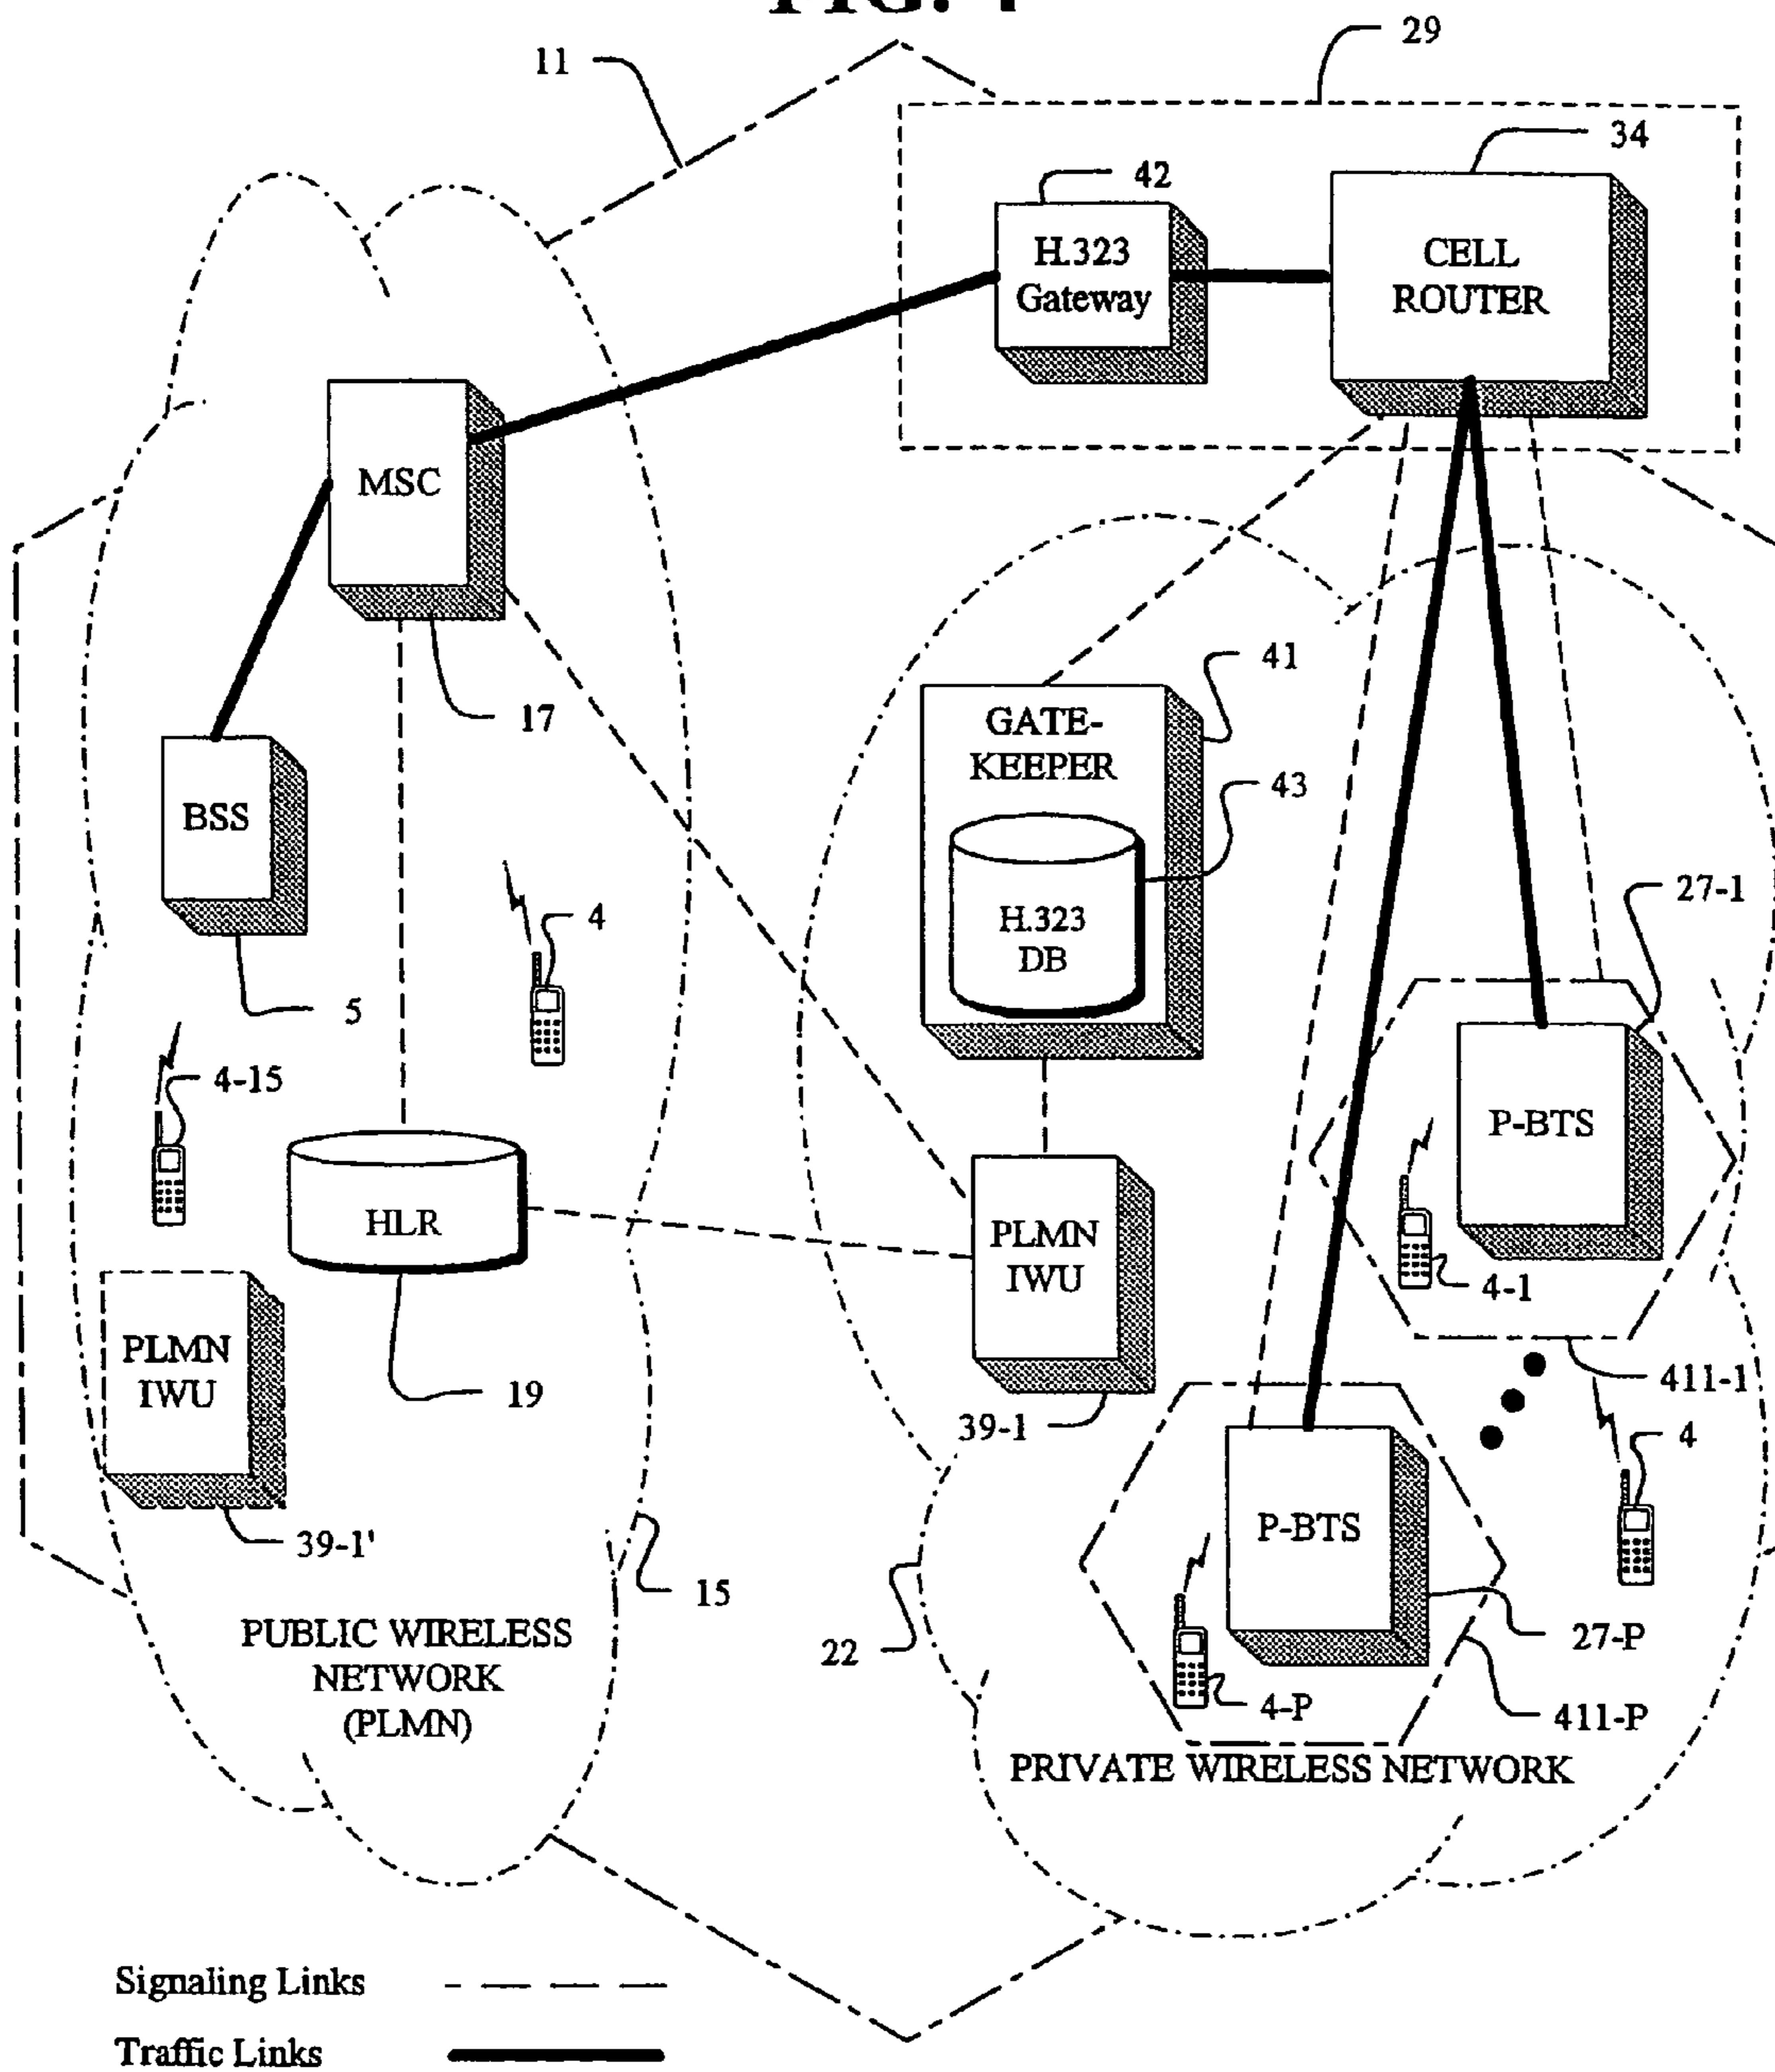 11
29
34
42
H.323
Gateway
CELL
ROUTER
MSC
17
41
GATE-
KEEPER
43
H.323
DB
BSS
5
4
27-1
4-15
P-BTS
4-1
HLR
PLMN
IWU
PLMN
IWU
19
39-1
411-1
4
39-1'
15
P-BTS
22
27-P
4-P
411-P
PUBLIC WIRELESS
NETWORK
(PLMN)
PRIVATE WIRELESS NETWORK
Signaling Links
Traffic Links